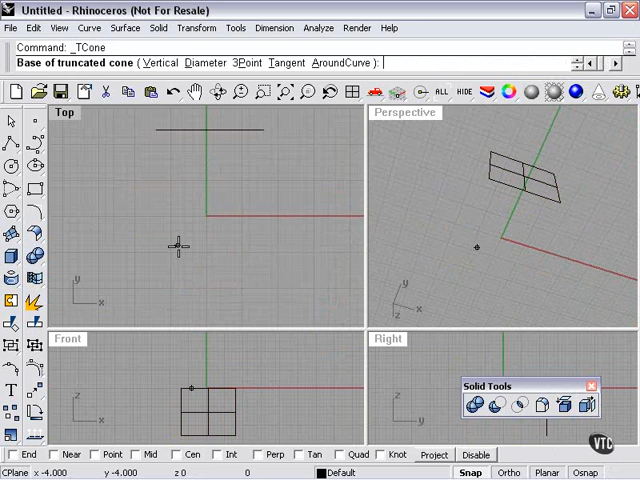 Untitled - Rhinoceros (Not For Resale)
File Edit View Curve Surface Solid Transform Tools Dimension Analyze Render Help
Command: _TCone
Base of truncated cone ( Vertical Diameter 3Point Tangent AroundCurve ):
ALL HIDE
Top
Perspective
y
x
y
x
z
Front
Right
z
x
z
y
Solid Tools
T
VTC
End Near Point Mid Cen Int Perp Tan Quad Knot Project Disable
CPlane x -4.000 y -4.000 z 0 0 Default Snap Ortho Planar Osnap